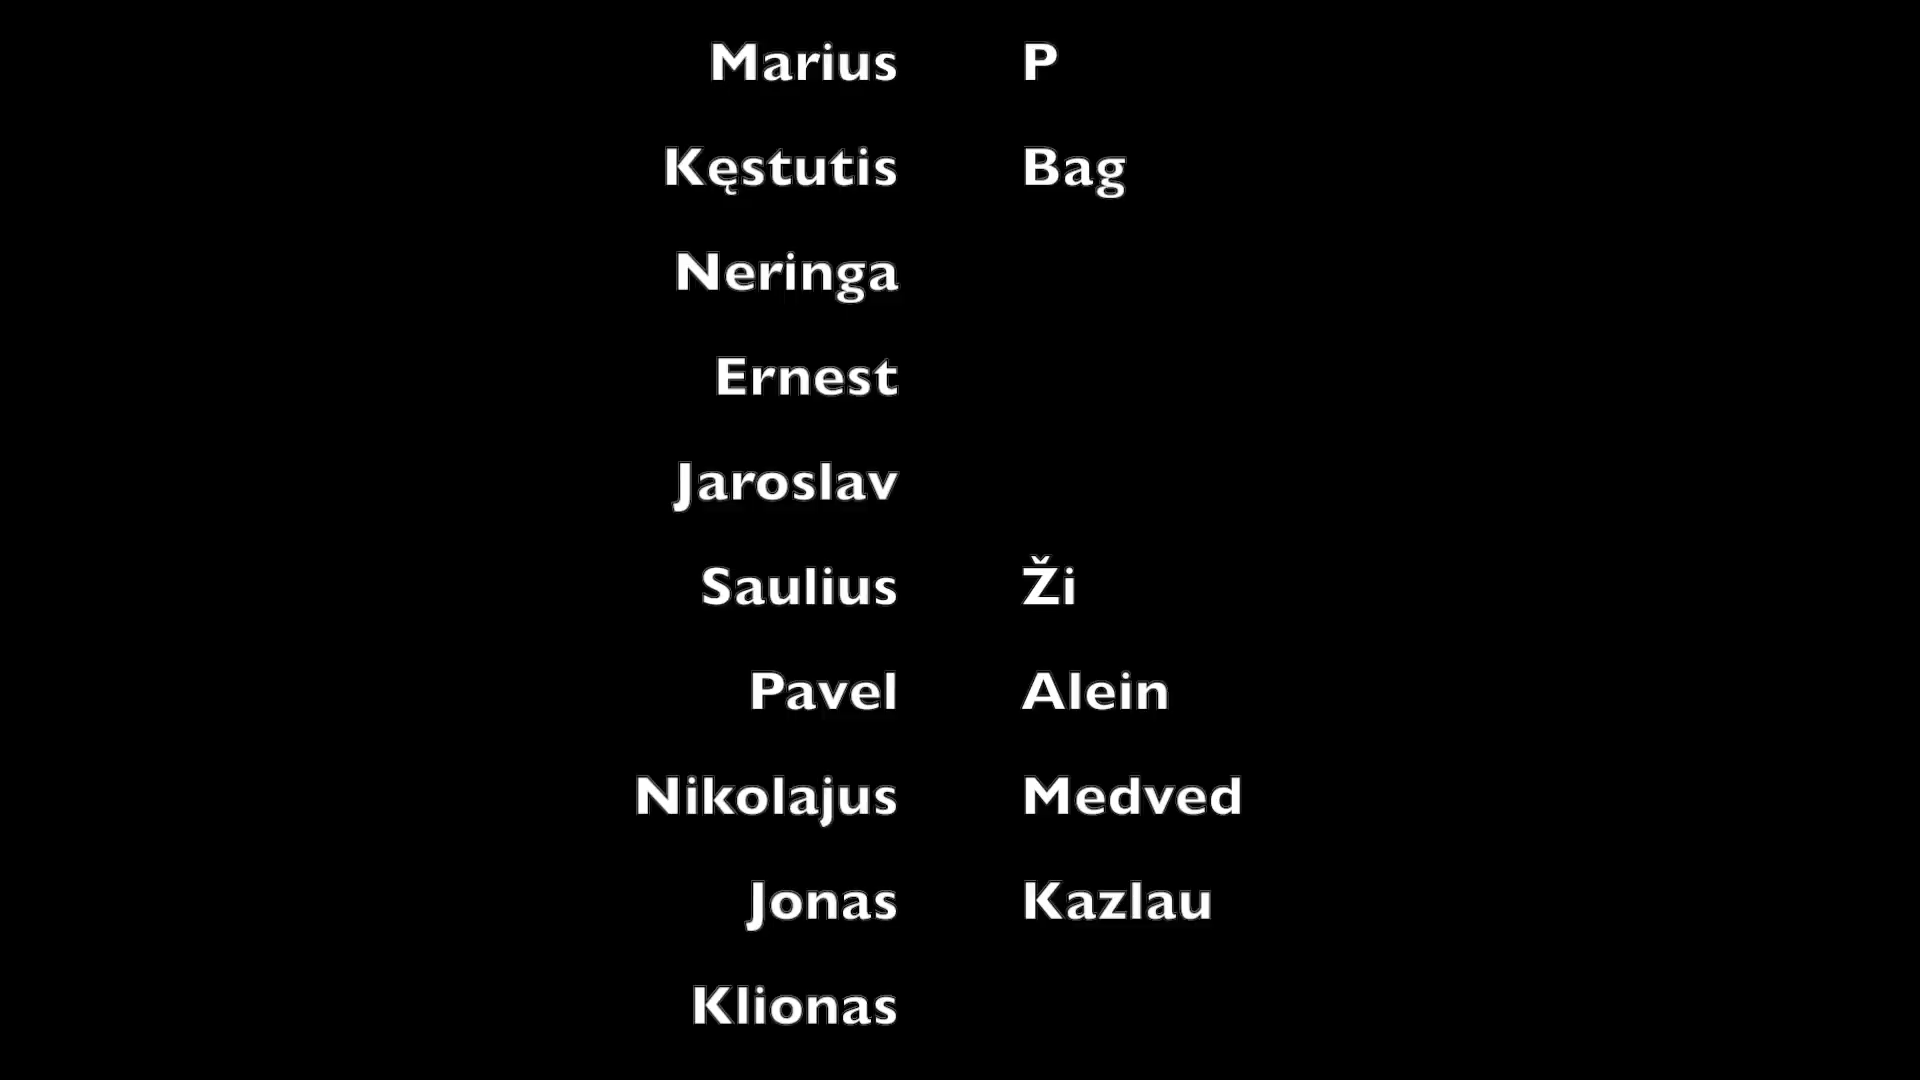 Marius P
Kęstutis Bag
Neringa
Ernest
Jaroslav
Saulius Ži
Pavel Alein
Nikolajus Medved
Jonas Kazlau
Klionas